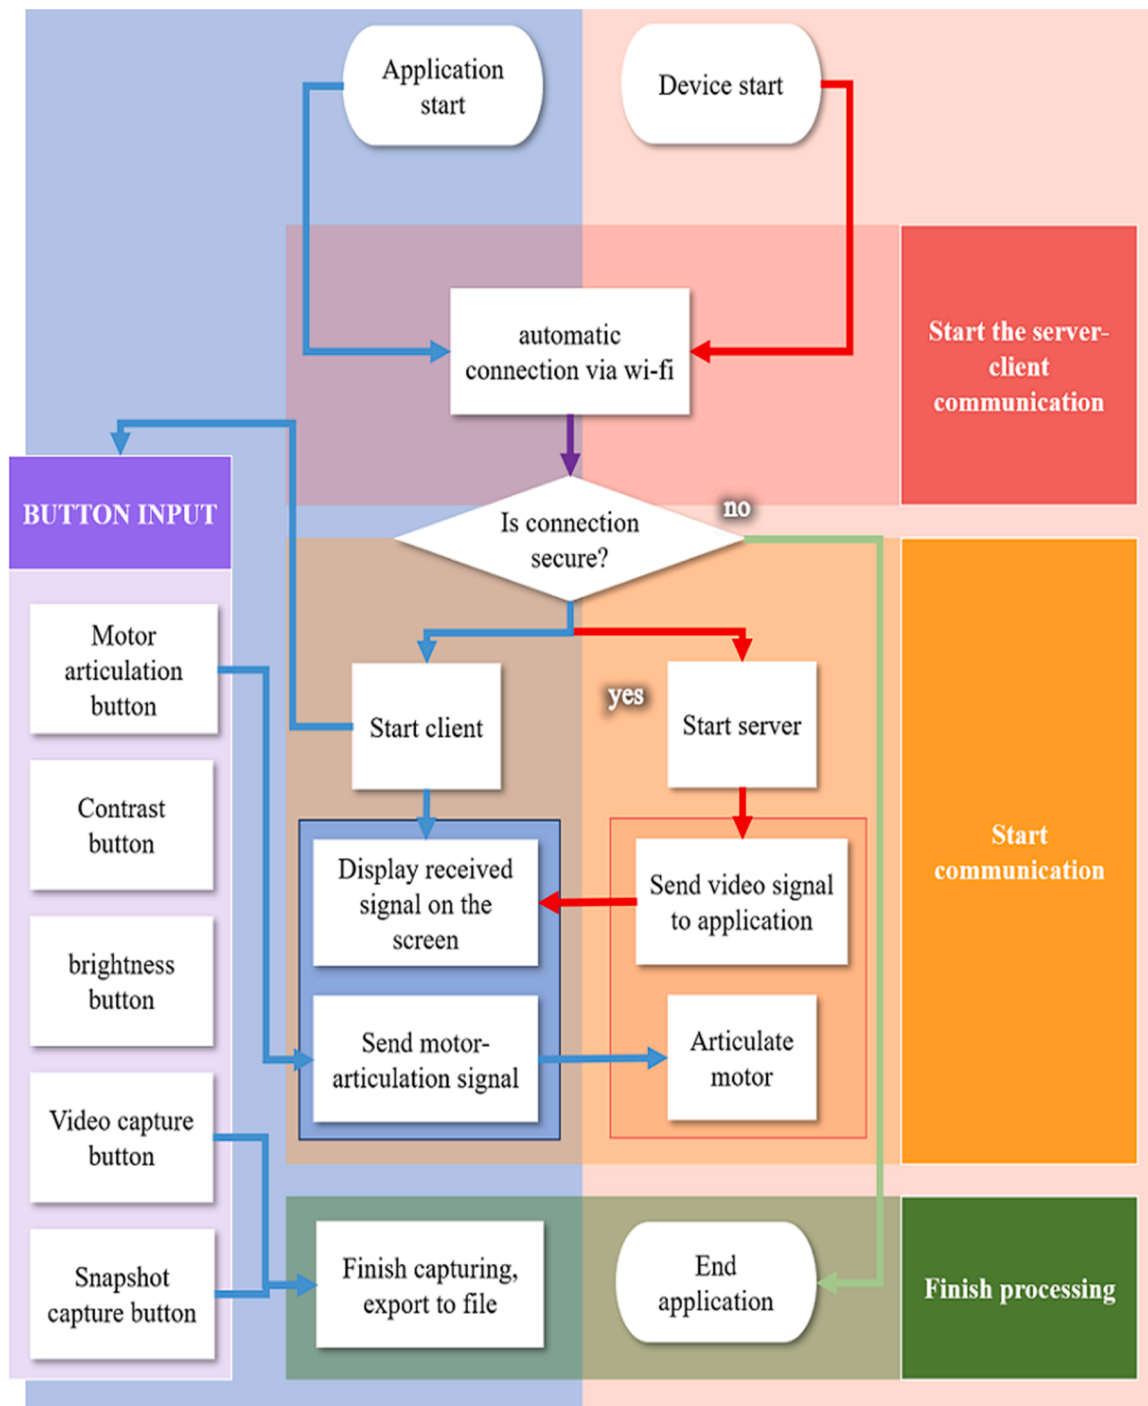 Application
start
Device start
automatic
connection via wi-fi
Start the server-
client
communication
BUTTON INPUT
Is connection
secure?
no
Motor
articulation
button
Start client
yes
Start server
Contrast
button
Display received
signal on the
screen
Send video signal
to application
Start
communication
brightness
button
Send motor-
articulation signal
Articulate
motor
Video capture
button
Snapshot
capture button
Finish capturing,
export to file
End
application
Finish processing